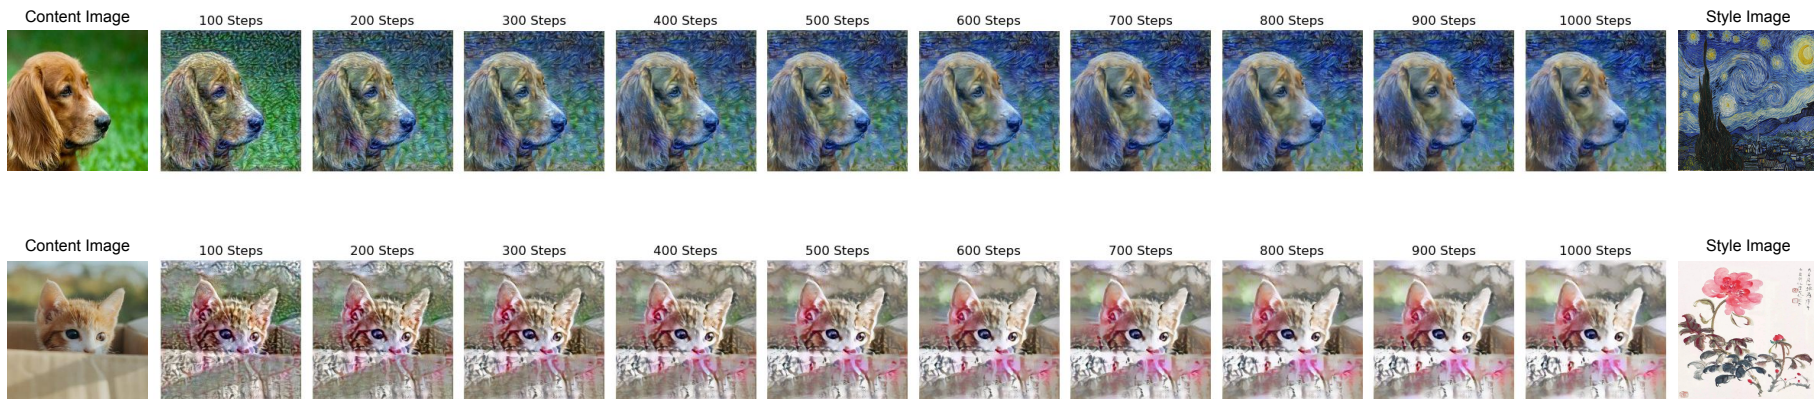 Content Image
100 Steps
200 Steps
300 Steps
400 Steps
500 Steps
600 Steps
700 Steps
800 Steps
900 Steps
1000 Steps
Style Image
Content Image
100 Steps
200 Steps
300 Steps
400 Steps
500 Steps
600 Steps
700 Steps
800 Steps
900 Steps
1000 Steps
Style Image